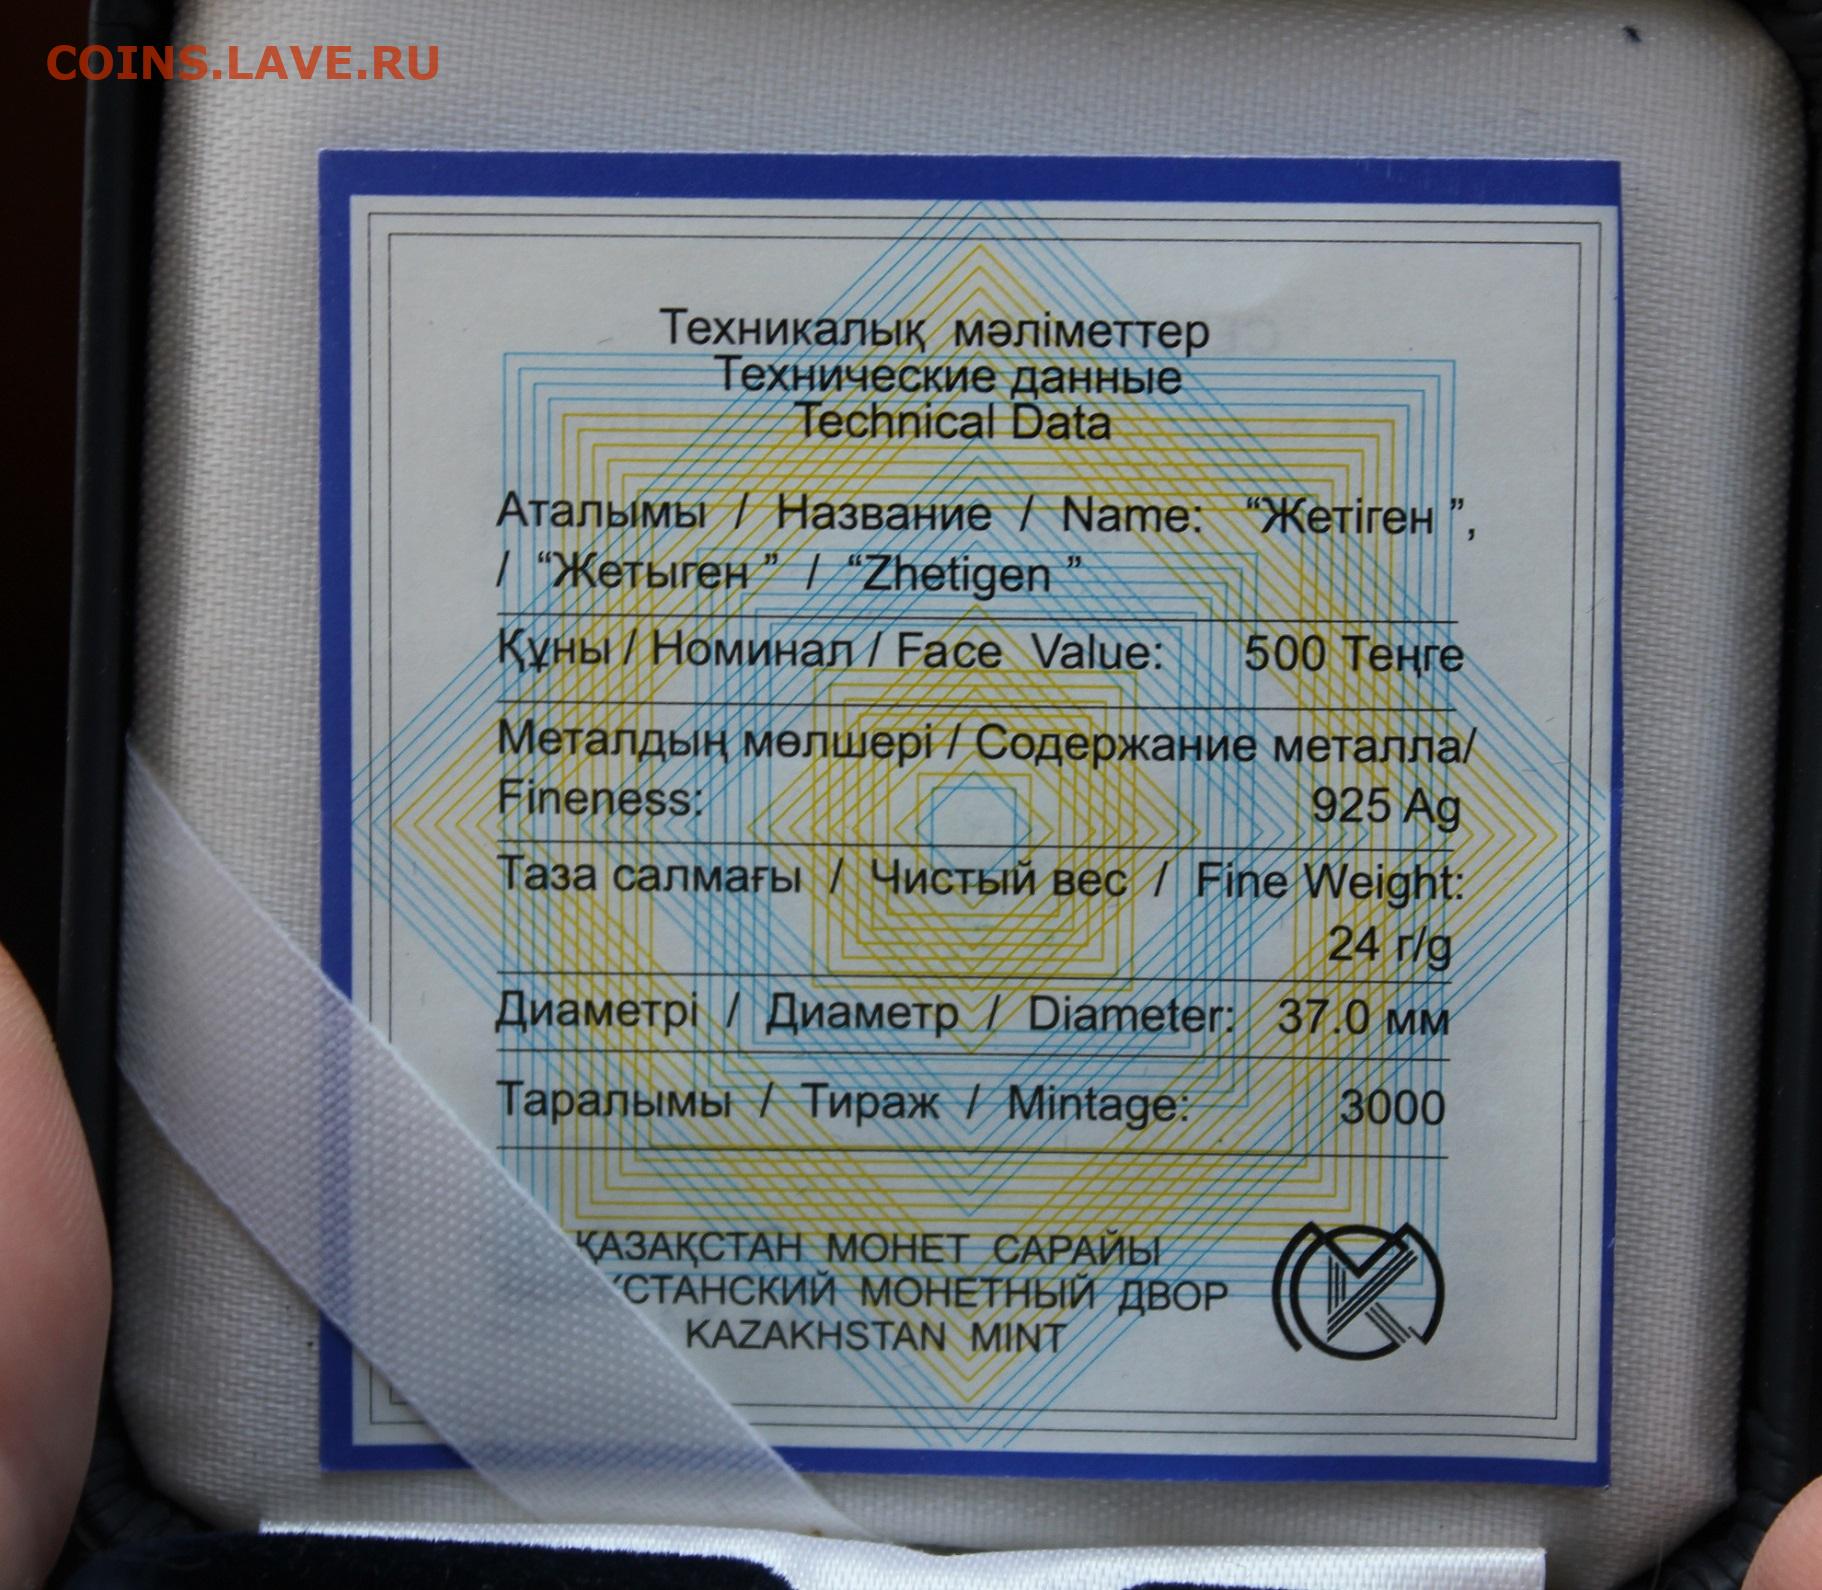 COINS.LAVE.RU
Техникалық мәліметтер
Технические данные
Technical Data
Аталымы / Название / Name: “Жетіген ”,
/ “Жетыген ” / “Zhetigen ”
Құны / Номинал / Face Value: 500 Теңге
Металдың мөлшері / Содержание металла/
Fineness: 925 Ag
Таза салмағы / Чистый вес / Fine Weight:
24 г/g
Диаметрі / Диаметр / Diameter: 37.0 мм
Таралымы / Тираж / Mintage: 3000
ҚАЗАҚСТАН МОНЕТ САРАЙЫ
МОНЕТНЫЙ ДВОР
KAZAKHSTAN MINT